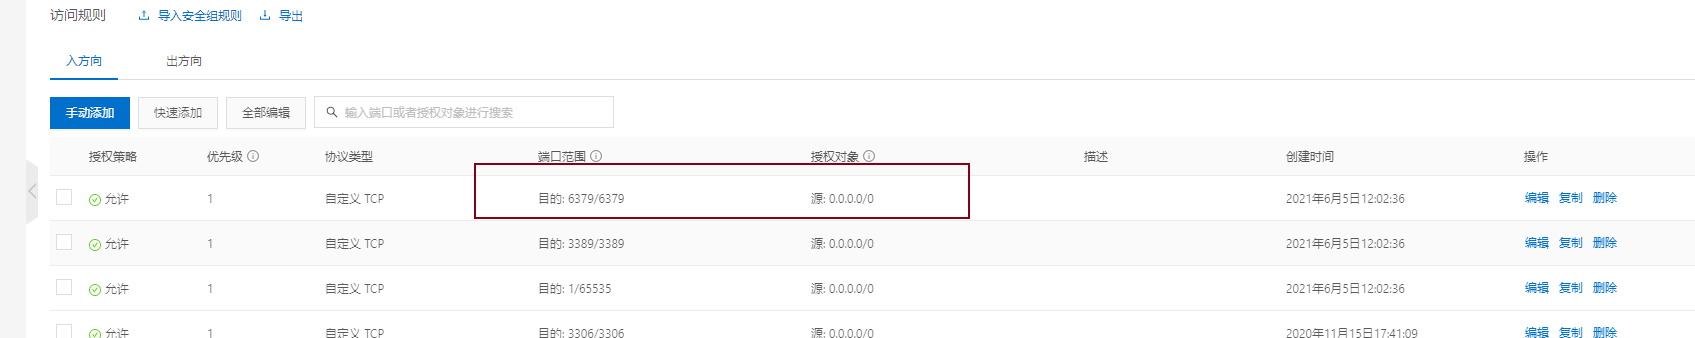 访问规则 导入安全组规则 导出
入方向 出方向
手动添加 快速添加 全部编辑 输入端口或者授权对象进行搜索
授权策略 优先级 协议类型 端口范围 授权对象 描述 创建时间 操作
允许 1 自定义 TCP 目的: 6379/6379 源: 0.0.0.0/0 2021年6月5日12:02:36 编辑 复制 删除
允许 1 自定义 TCP 目的: 3389/3389 源: 0.0.0.0/0 2021年6月5日12:02:36 编辑 复制 删除
允许 1 自定义 TCP 目的: 1/65535 源: 0.0.0.0/0 2021年6月5日12:02:36 编辑 复制 删除
允许 1 自定义 TCP 目的: 3306/3306 源: 0.0.0.0/0 2020年11月15日17:41:09 编辑 复制 删除